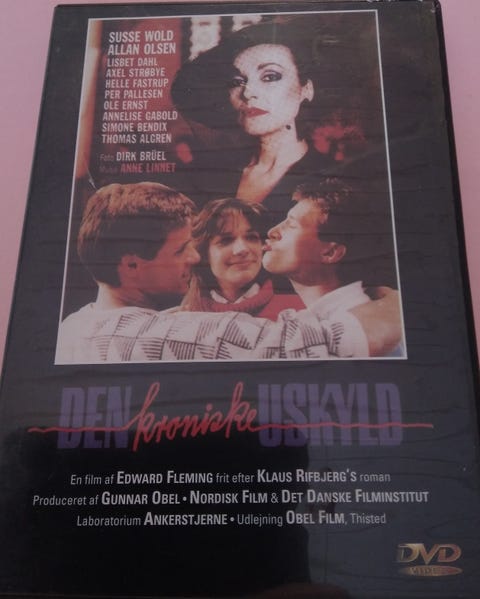 SUSSE WOLD
ALLAN OLSEN
LISBET DAHL
AXEL STRØBYE
HELLE FASTRUP
PER PALLESEN
OLE ERNST
ANNELISE GABOLD
SIMONE BENDIX
THOMAS ALGREN
Foto DIRK BRÜEL
Musik ANNE LINNET
DEN kroniske USKYLD
En film af EDWARD FLEMING frit efter KLAUS RIFBJERG's roman
Produceret af GUNNAR OBEL • NORDISK FILM & DET DANSKE FILMINSTITUT
Laboratorium ANKERSTJERNE • Udlejning OBEL FILM, Thisted
DVD
VIDEO